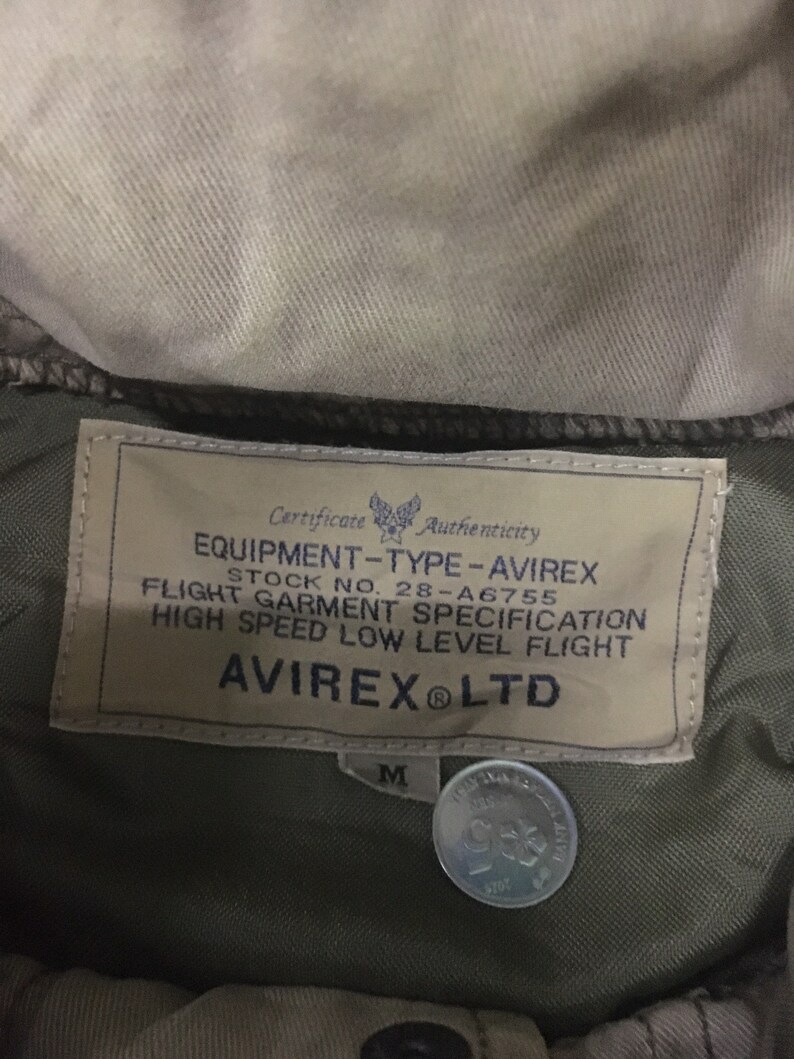 Certificate Authenticity
EQUIPMENT-TYPE-AVIREX
STOCK NO. 28-A6755
FLIGHT GARMENT SPECIFICATION
HIGH SPEED LOW LEVEL FLIGHT
AVIREX® LTD
M
5